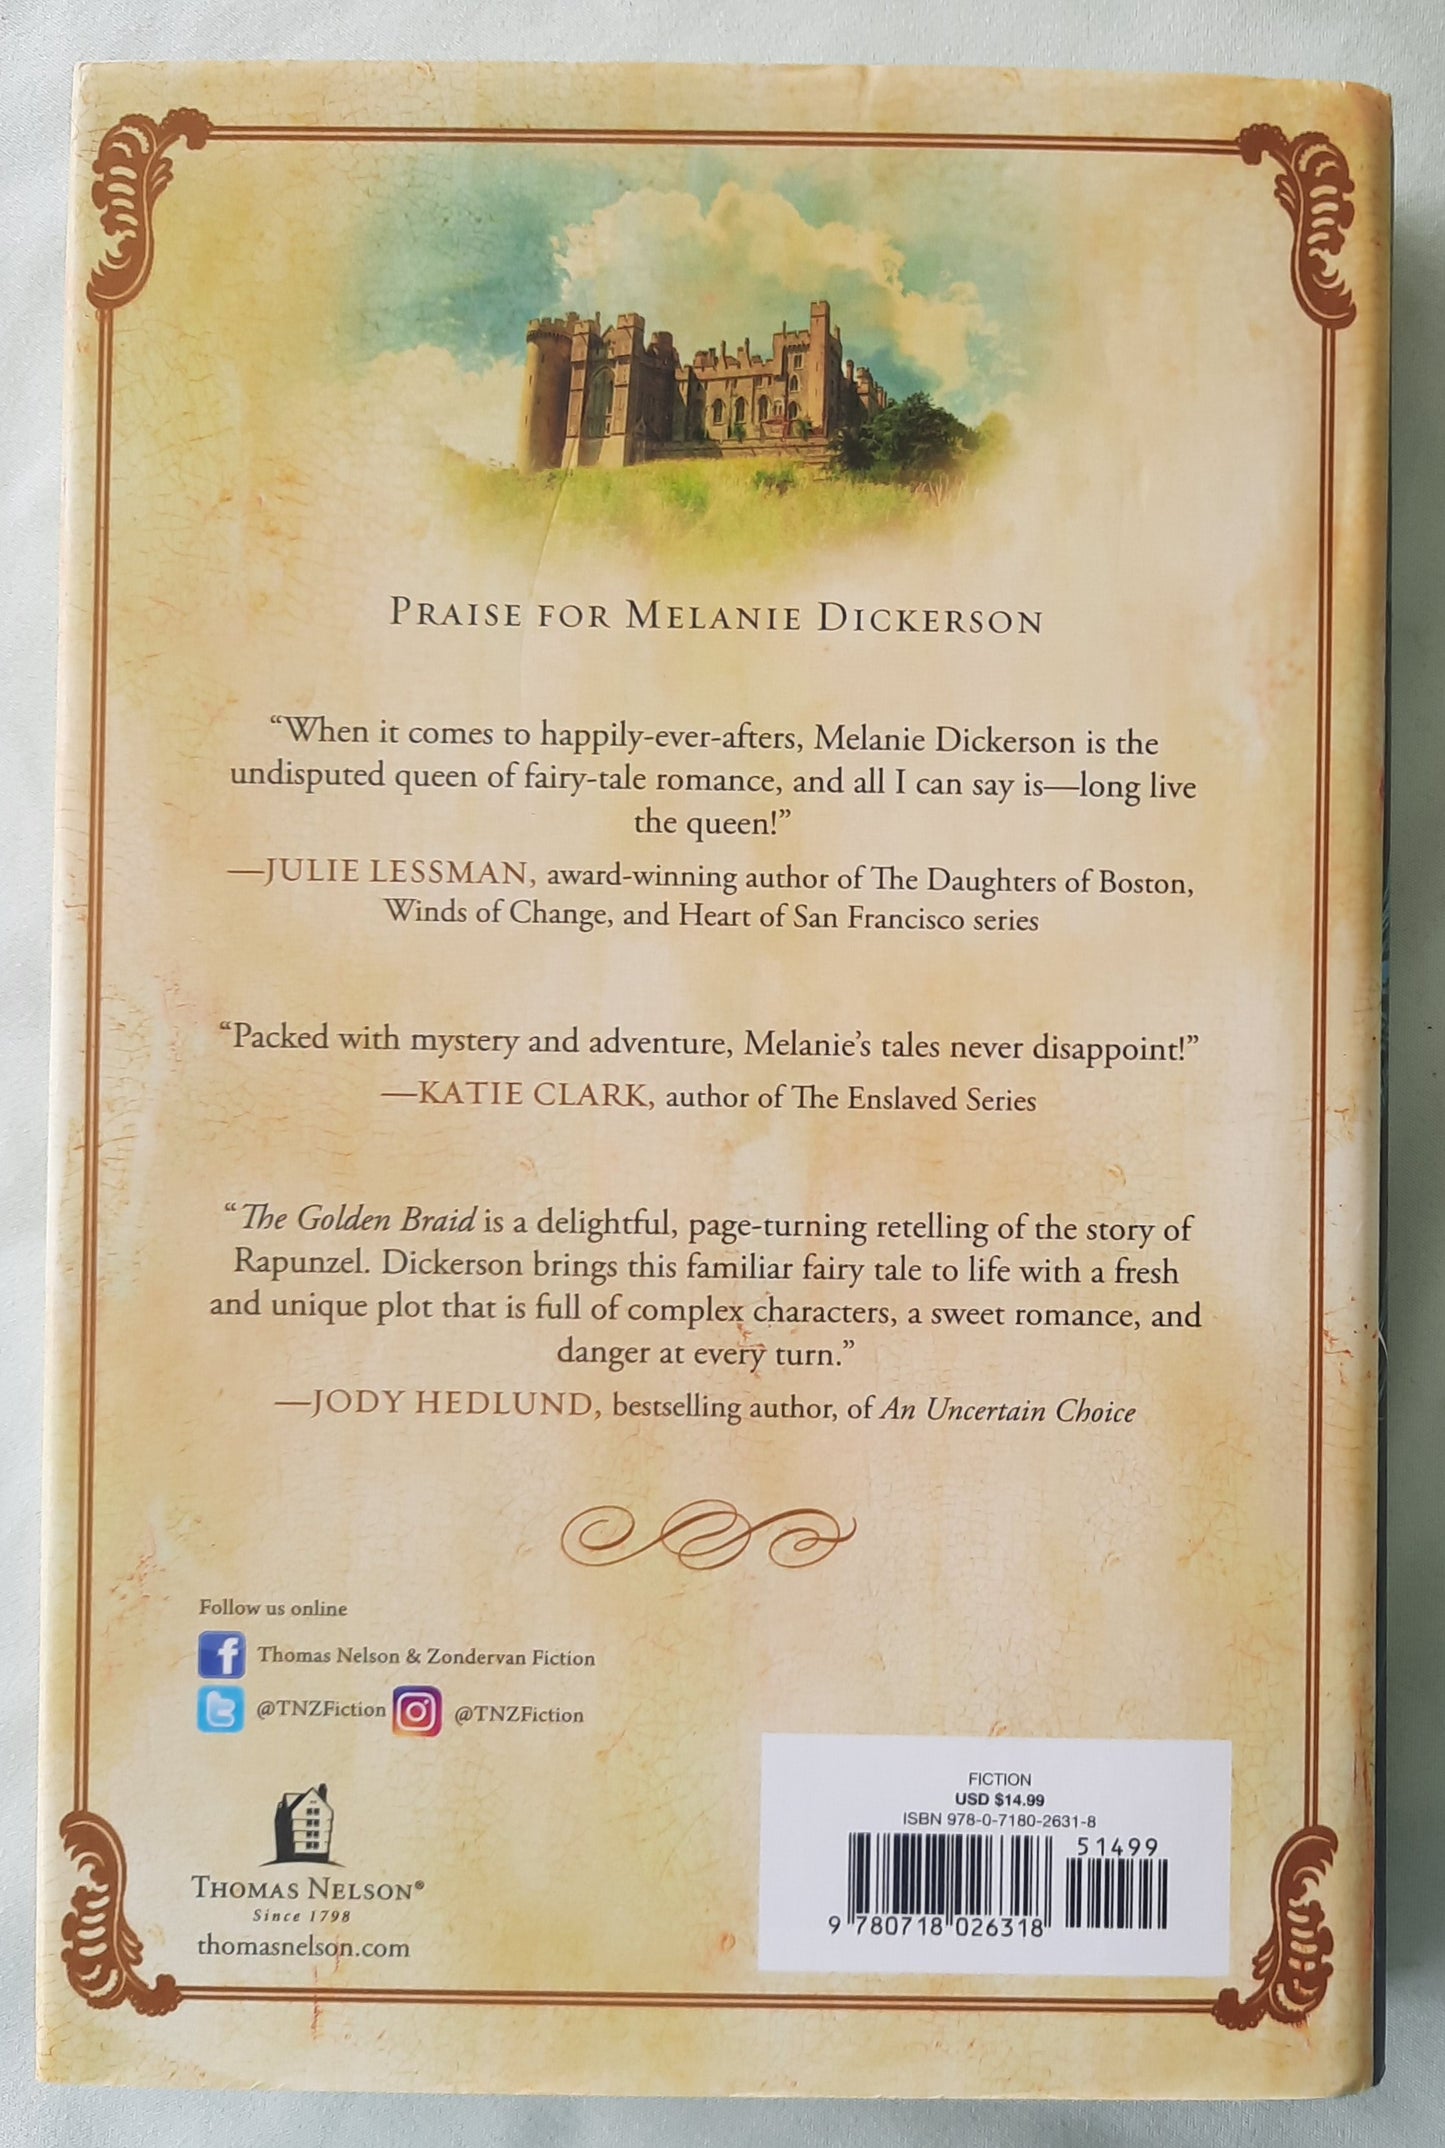 PRAISE FOR MELANIE DICKERSON
“When it comes to happily-ever-afters, Melanie Dickerson is the
undisputed queen of fairy-tale romance, and all I can say is—long live
the queen!”
—JULIE LESSMAN, award-winning author of The Daughters of Boston,
Winds of Change, and Heart of San Francisco series
“Packed with mystery and adventure, Melanie’s tales never disappoint!”
—KATIE CLARK, author of The Enslaved Series
“The Golden Braid is a delightful, page-turning retelling of the story of
Rapunzel. Dickerson brings this familiar fairy tale to life with a fresh
and unique plot that is full of complex characters, a sweet romance, and
danger at every turn.”
—JODY HEDLUND, bestselling author, of An Uncertain Choice
Follow us online
Thomas Nelson & Zondervan Fiction
@TNZFiction @TNZFiction
THOMAS NELSON®
Since 1798
thomasnelson.com
FICTION
USD $14.99
ISBN 978-0-7180-2631-8
51499
9 780718 026318